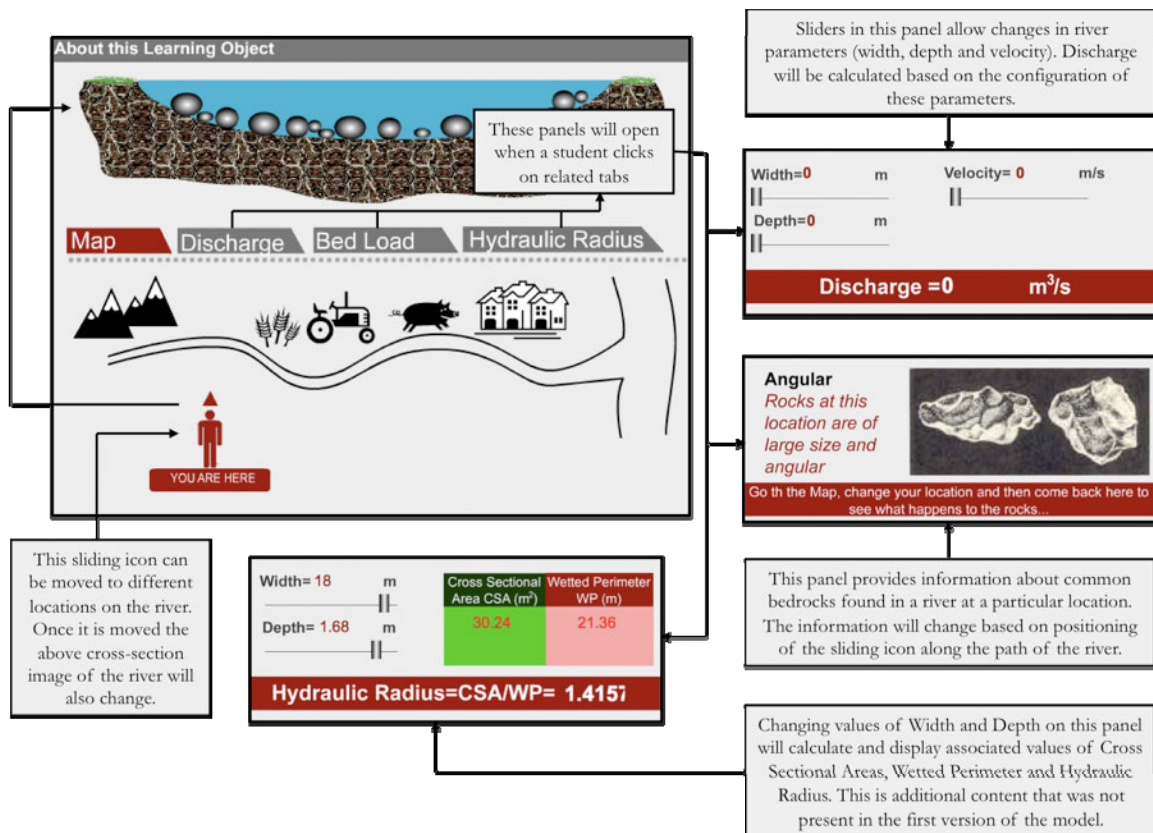 About this Learning Object
These panels will open
when a student clicks
on related tabs
Map
Discharge
Bed Load
Hydraulic Radius
YOU ARE HERE
This sliding icon can
be moved to different
locations on the river.
Once it is moved the
above cross-section
image of the river will
also change.
Sliders in this panel allow changes in river
parameters (width, depth and velocity). Discharge
will be calculated based on the configuration of
these parameters.
Width=0 m
Velocity= 0 m/s
Depth=0 m
Discharge =0 m³/s
Angular
Rocks at this
location are of
large size and
angular
Go th the Map, change your location and then come back here to
see what happens to the rocks...
This panel provides information about common
bedrocks found in a river at a particular location.
The information will change based on positioning
of the sliding icon along the path of the river.
Width= 18 m
Depth= 1.68 m
Cross Sectional
Area CSA (m²)
30.24
Wetted Perimeter
WP (m)
21.36
Hydraulic Radius=CSA/WP= 1.4157
Changing values of Width and Depth on this panel
will calculate and display associated values of Cross
Sectional Areas, Wetted Perimeter and Hydraulic
Radius. This is additional content that was not
present in the first version of the model.